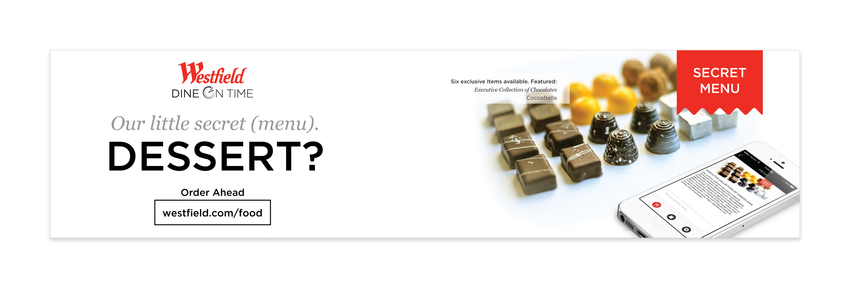 Westfield
DINE ON TIME
Our little secret (menu).
DESSERT?
Order Ahead
westfield.com/food
Six exclusive items available. Featured:
Executive Collection of Chocolates
CocoaBella
SECRET
MENU